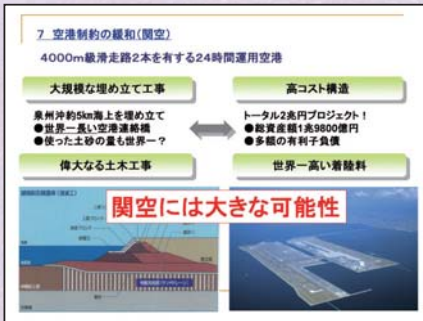 7 空港制約の緩和(関空)
4000m級滑走路2本を有する24時間運用空港
大規模な埋め立て工事
泉州沖約5km海上を埋め立て
●世界一長い空港連絡橋
●使った土砂の量も世界一?
偉大なる土木工事
高コスト構造
トータル2兆円プロジェクト!
●総資産額1兆9800億円
●多額の有利子負債
世界一高い着陸料
関空には大きな可能性